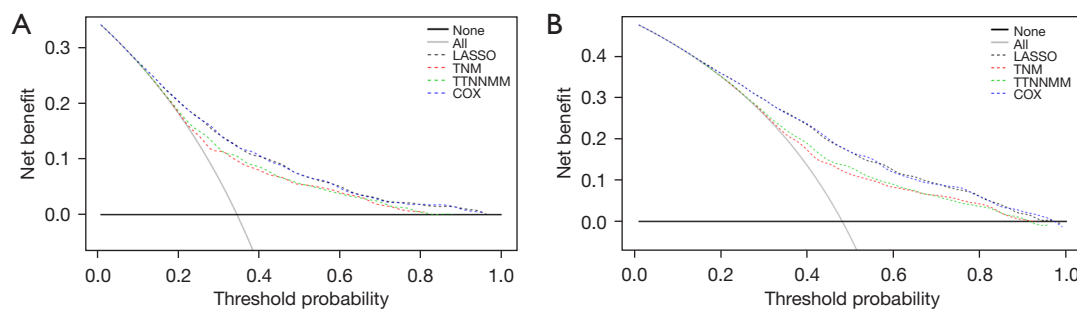 A
None
All
LASSO
TNM
TTNNMM
COX
Net benefit
0.3
0.2
0.1
0.0
0.0 0.2 0.4 0.6 0.8 1.0
Threshold probability
B
None
All
LASSO
TNM
TTNNMM
COX
Net benefit
0.4
0.3
0.2
0.1
0.0
0.0 0.2 0.4 0.6 0.8 1.0
Threshold probability